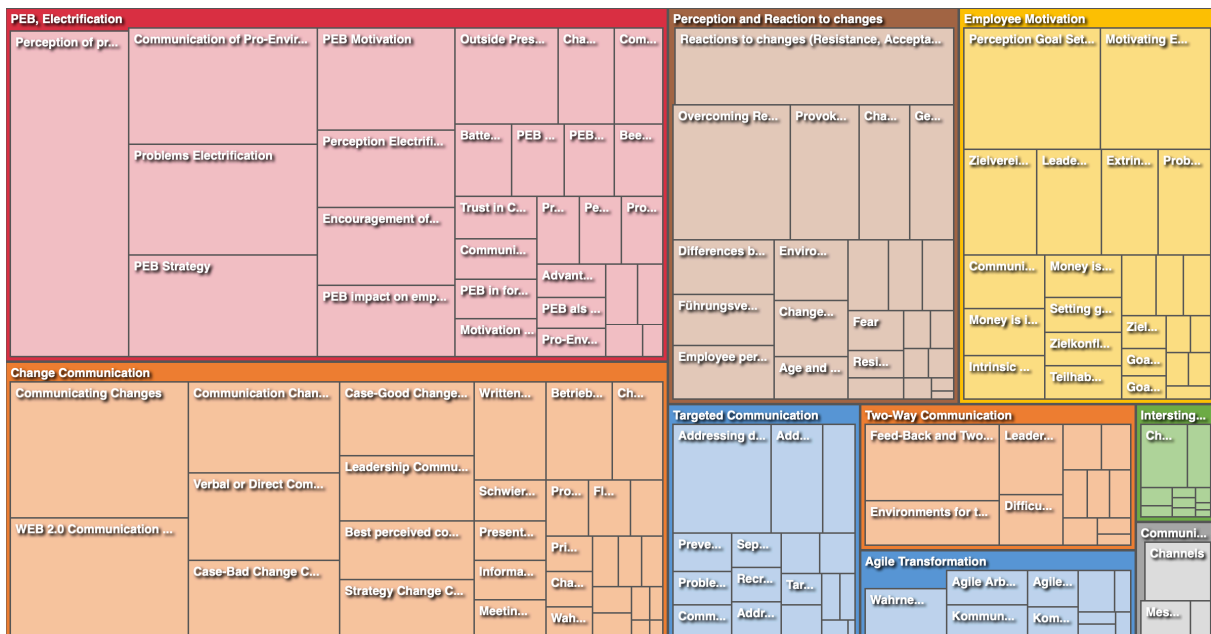 PEB, Electrification
Perception of pr...
Communication of Pro-Envir...
PEB Motivation
Outside Pres...
Cha...
Com...
Problems Electrification
Perception Electrifi...
Batte...
PEB ...
PEB...
Bee...
Encouragement of...
Trust in C...
Pr...
Pe...
Pro...
Communi...
PEB Strategy
Advant...
PEB impact on emp...
PEB in for...
PEB als ...
Motivation ...
Pro-Env...
Perception and Reaction to changes
Reactions to changes (Resistance, Accepta...
Overcoming Re...
Provok...
Cha...
Ge...
Differences b...
Enviro...
Führungsve...
Change...
Fear
Employee per...
Age and ...
Resi...
Employee Motivation
Perception Goal Set...
Motivating E...
Zielverei...
Leade...
Extrin...
Prob...
Communi...
Money is...
Money is i...
Setting g...
Ziel...
Zielkonfl...
Intrinsic ...
Goa...
Teilhab...
Goa...
Change Communication
Communicating Changes
Communication Chan...
Case-Good Change...
Written...
Betrieb...
Ch...
Leadership Commu...
Verbal or Direct Com...
Schwier...
Pro...
Fi...
WEB 2.0 Communication ...
Best perceived co...
Present...
Pri...
Case-Bad Change C...
Informa...
Cha...
Strategy Change C...
Meetin...
Wah...
Targeted Communication
Addressing d...
Add...
Preve...
Sep...
Proble...
Recr...
Tar...
Comm...
Addr...
Two-Way Communication
Feed-Back and Two...
Leader...
Environments for t...
Difficu...
Agile Transformation
Wahrne...
Agile Arb...
Agile...
Kommun...
Kom...
Intersting...
Ch...
Communi...
Channels
Mes...